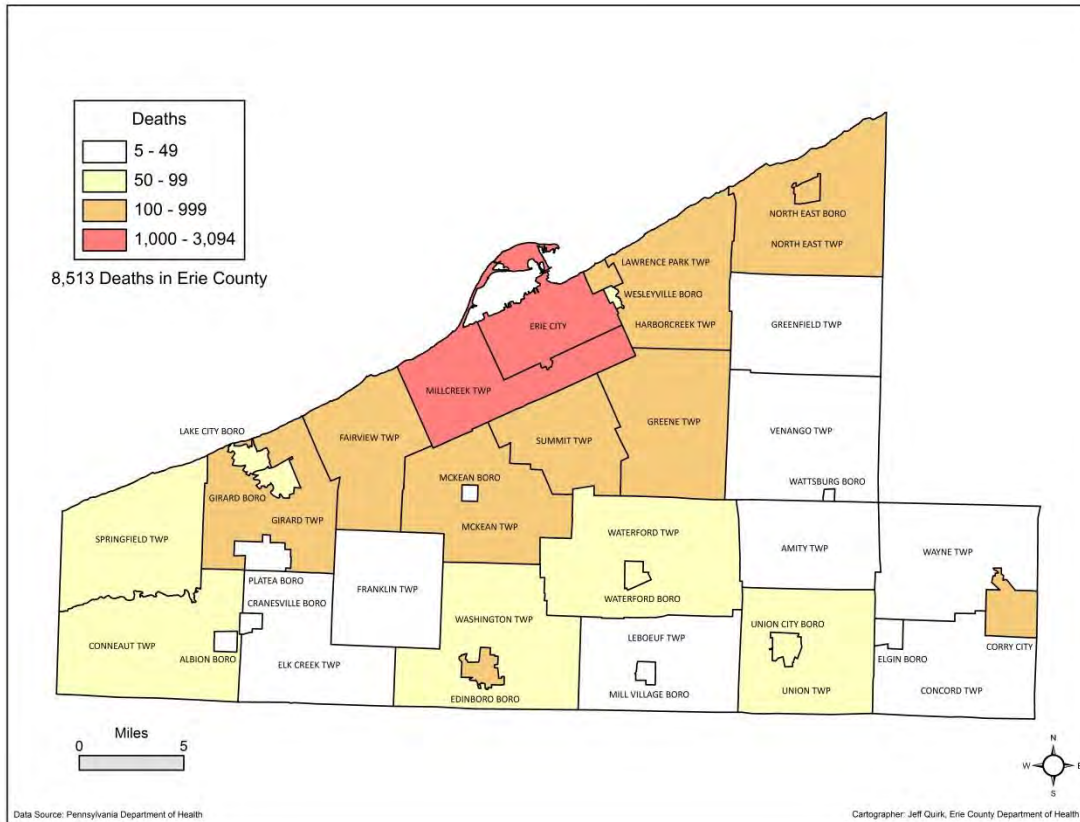 Deaths
5 - 49
50 - 99
100 - 999
1,000 - 3,094
8,513 Deaths in Erie County
NORTH EAST BORO
NORTH EAST TWP
LAWRENCE PARK TWP
WESLEYVILLE BORO
HARBORCREEK TWP
GREENFIELD TWP
ERIE CITY
MILLCREEK TWP
LAKE CITY BORO
FAIRVIEW TWP
SUMMIT TWP
GREENE TWP
VENANGO TWP
MCKEAN BORO
WATTSBURG BORO
GIRARD BORO
GIRARD TWP
MCKEAN TWP
SPRINGFIELD TWP
WATERFORD TWP
AMITY TWP
WAYNE TWP
PLATEA BORO
FRANKLIN TWP
CRANESVILLE BORO
WATERFORD BORO
CONNEAUT TWP
ALBION BORO
ELK CREEK TWP
WASHINGTON TWP
LEBOEUF TWP
UNION CITY BORO
ELGIN BORO
CORRY CITY
EDINBORO BORO
MILL VILLAGE BORO
UNION TWP
CONCORD TWP
Miles
0 5
N
W E
S
Data Source: Pennsylvania Department of Health
Cartographer: Jeff Quirk, Erie County Department of Health